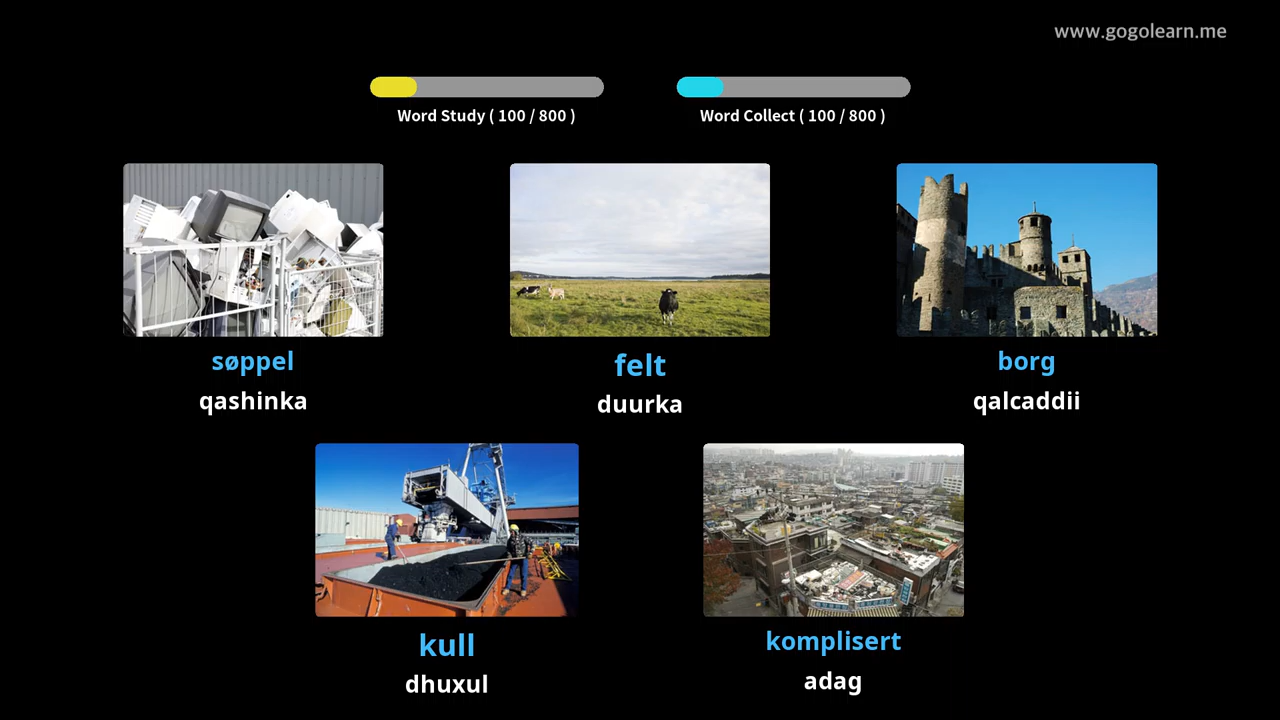 www.gogolearn.me
Word Study ( 100 / 800 )
Word Collect ( 100 / 800 )
søppel
qashinka
felt
duurka
borg
qalcaddii
kull
dhuxul
komplisert
adag